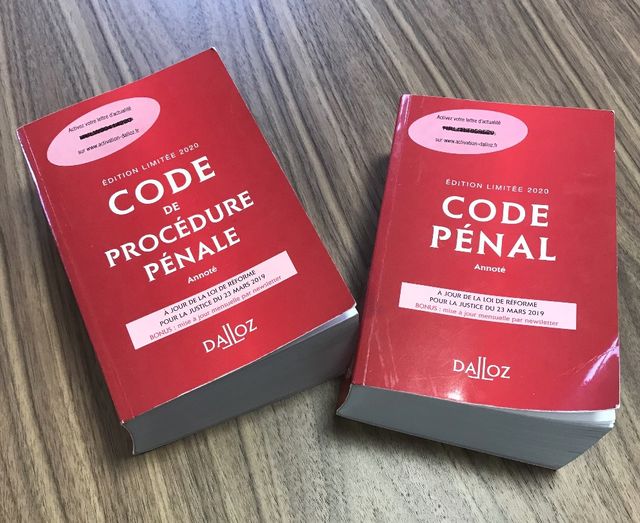 Activez votre lettre d'actualité
sur www.activation-dalloz.fr
ÉDITION LIMITÉE 2020
CODE
DE
PROCÉDURE
PÉNALE
Annoté
A JOUR DE LA LOI DE RÉFORME
POUR LA JUSTICE DU 23 MARS 2019
BONUS : mise à jour mensuelle par newsletter
DALLOZ
Activez votre lettre d'actualité
sur www.activation-dalloz.fr
ÉDITION LIMITÉE 2020
CODE
PÉNAL
Annoté
A JOUR DE LA LOI DE RÉFORME
POUR LA JUSTICE DU 23 MARS 2019
BONUS : mise à jour mensuelle par newsletter
DALLOZ